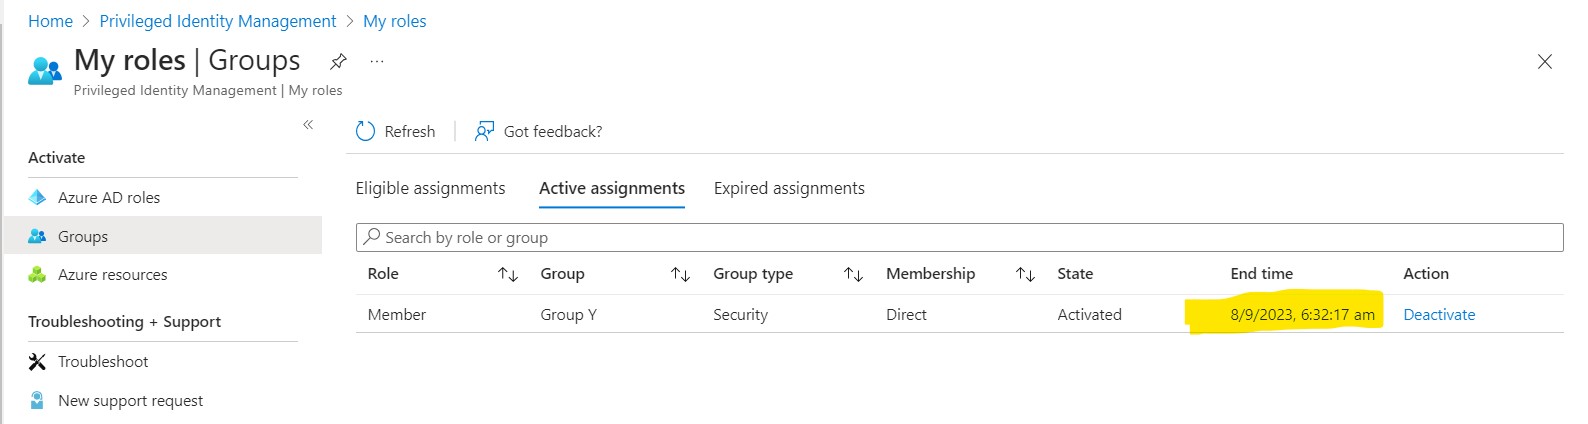 Home > Privileged Identity Management > My roles
My roles | Groups ...
Privileged Identity Management | My roles
«
Refresh | Got feedback?
Activate
Azure AD roles
Groups
Azure resources
Troubleshooting + Support
Troubleshoot
New support request
Eligible assignments Active assignments Expired assignments
Search by role or group
Role ↑↓ Group ↑↓ Group type ↑↓ Membership ↑↓ State End time Action
Member Group Y Security Direct Activated 8/9/2023, 6:32:17 am Deactivate